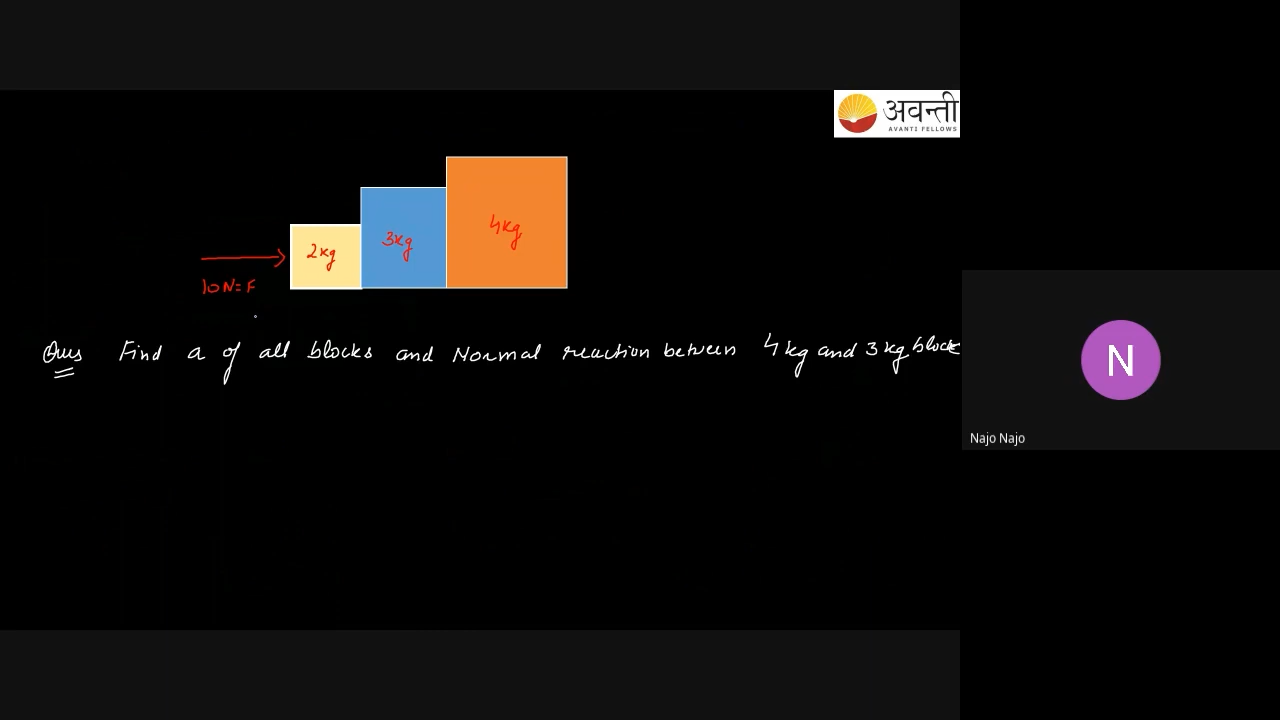 अवन्ती
AVANTI FELLOWS
4kg
3kg
2kg
10N=F
Ques Find a of all blocks and Normal reaction between 4kg and 3kg block
N
Najo Najo